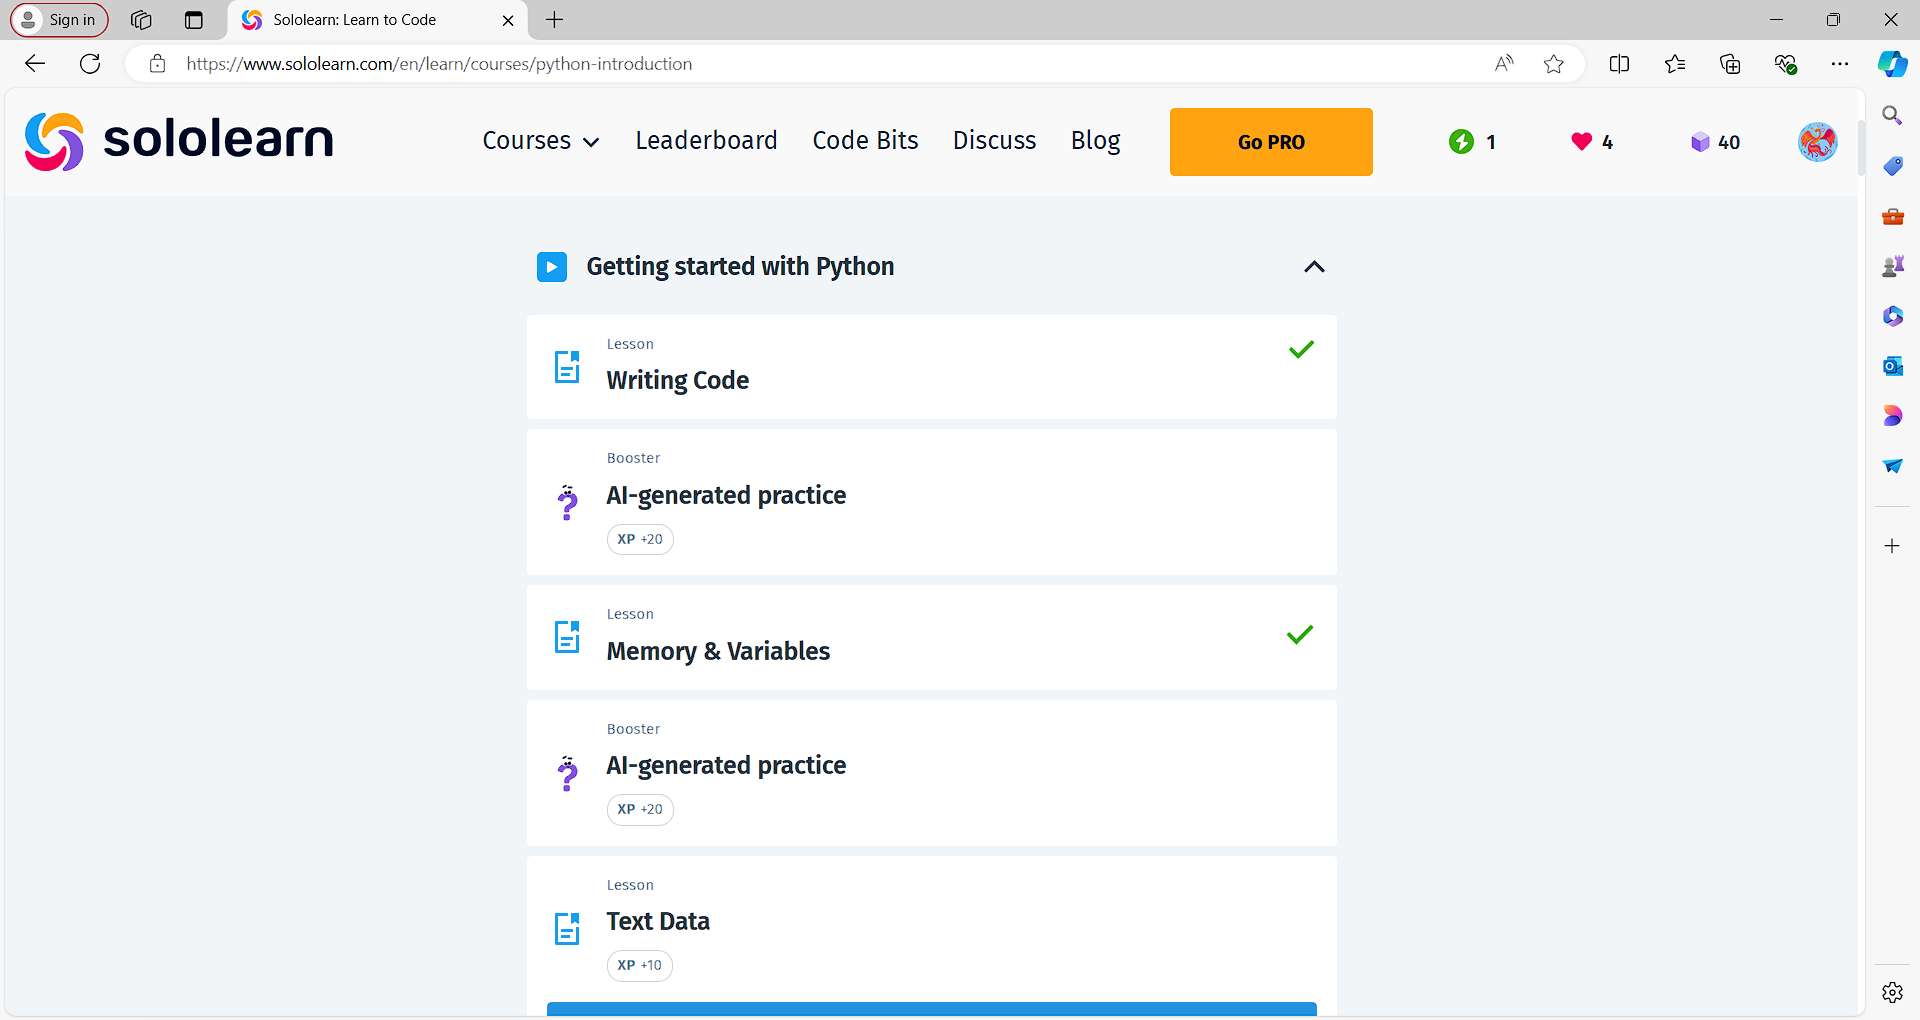 Sign in
Sololearn: Learn to Code
https://www.sololearn.com/en/learn/courses/python-introduction
sololearn
Courses
Leaderboard
Code Bits
Discuss
Blog
Go PRO
1
4
40
Getting started with Python
Lesson
Writing Code
Booster
AI-generated practice
XP +20
Lesson
Memory & Variables
Booster
AI-generated practice
XP +20
Lesson
Text Data
XP +10